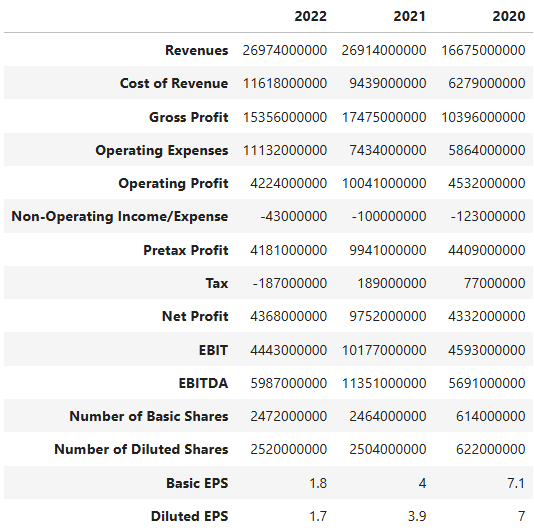 2022 2021 2020
Revenues 26974000000 26914000000 16675000000
Cost of Revenue 11618000000 9439000000 6279000000
Gross Profit 15356000000 17475000000 10396000000
Operating Expenses 11132000000 7434000000 5864000000
Operating Profit 4224000000 10041000000 4532000000
Non-Operating Income/Expense -43000000 -100000000 -123000000
Pretax Profit 4181000000 9941000000 4409000000
Tax -187000000 189000000 77000000
Net Profit 4368000000 9752000000 4332000000
EBIT 4443000000 10177000000 4593000000
EBITDA 5987000000 11351000000 5691000000
Number of Basic Shares 2472000000 2464000000 614000000
Number of Diluted Shares 2520000000 2504000000 622000000
Basic EPS 1.8 4 7.1
Diluted EPS 1.7 3.9 7